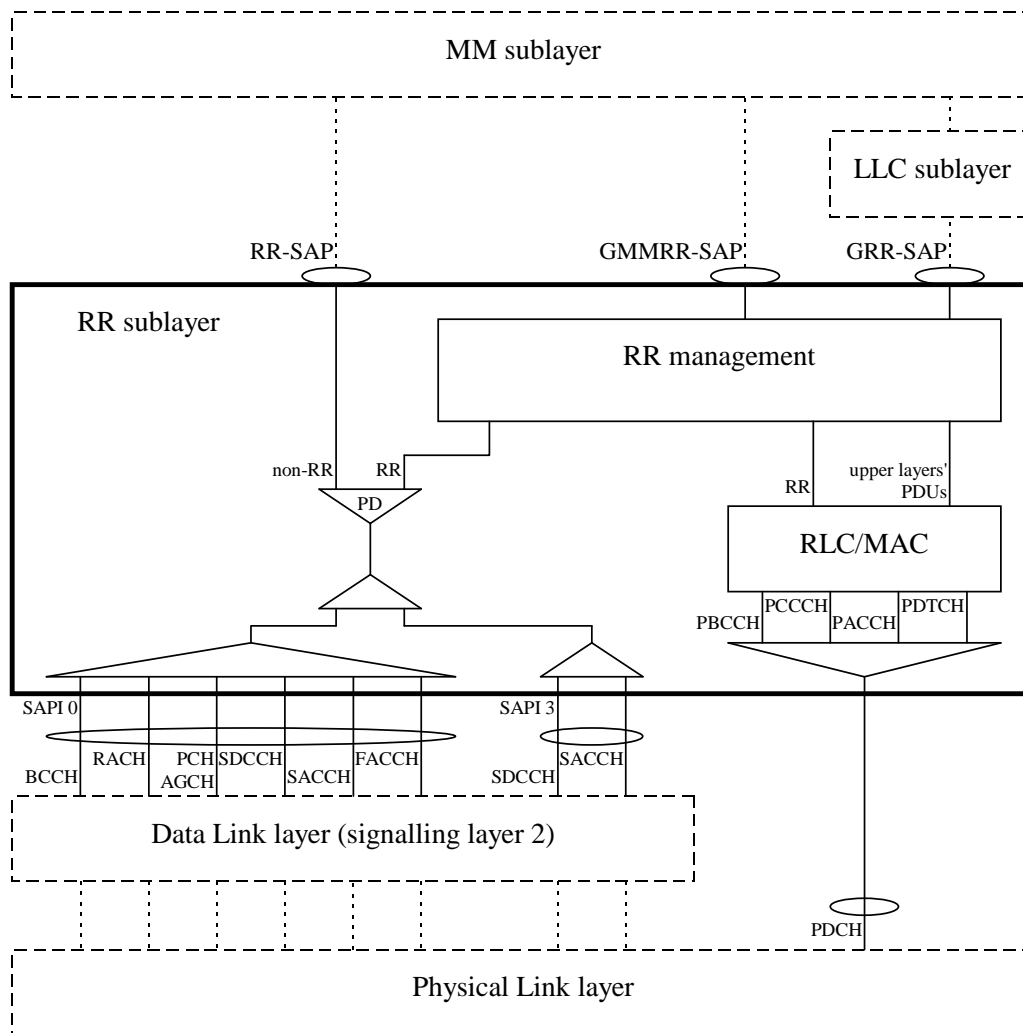 MM sublayer
LLC sublayer
RR-SAP
GMMRR-SAP
GRR-SAP
RR sublayer
RR management
non-RR
RR
PD
RR
upper layers'
PDUs
RLC/MAC
PBCCH
PCCCH
PACCH
PDTCH
SAPI 0
SAPI 3
BCCH
RACH
PCH
AGCH
SDCCH
SACCH
FACCH
SDCCH
SACCH
Data Link layer (signalling layer 2)
PDCH
Physical Link layer